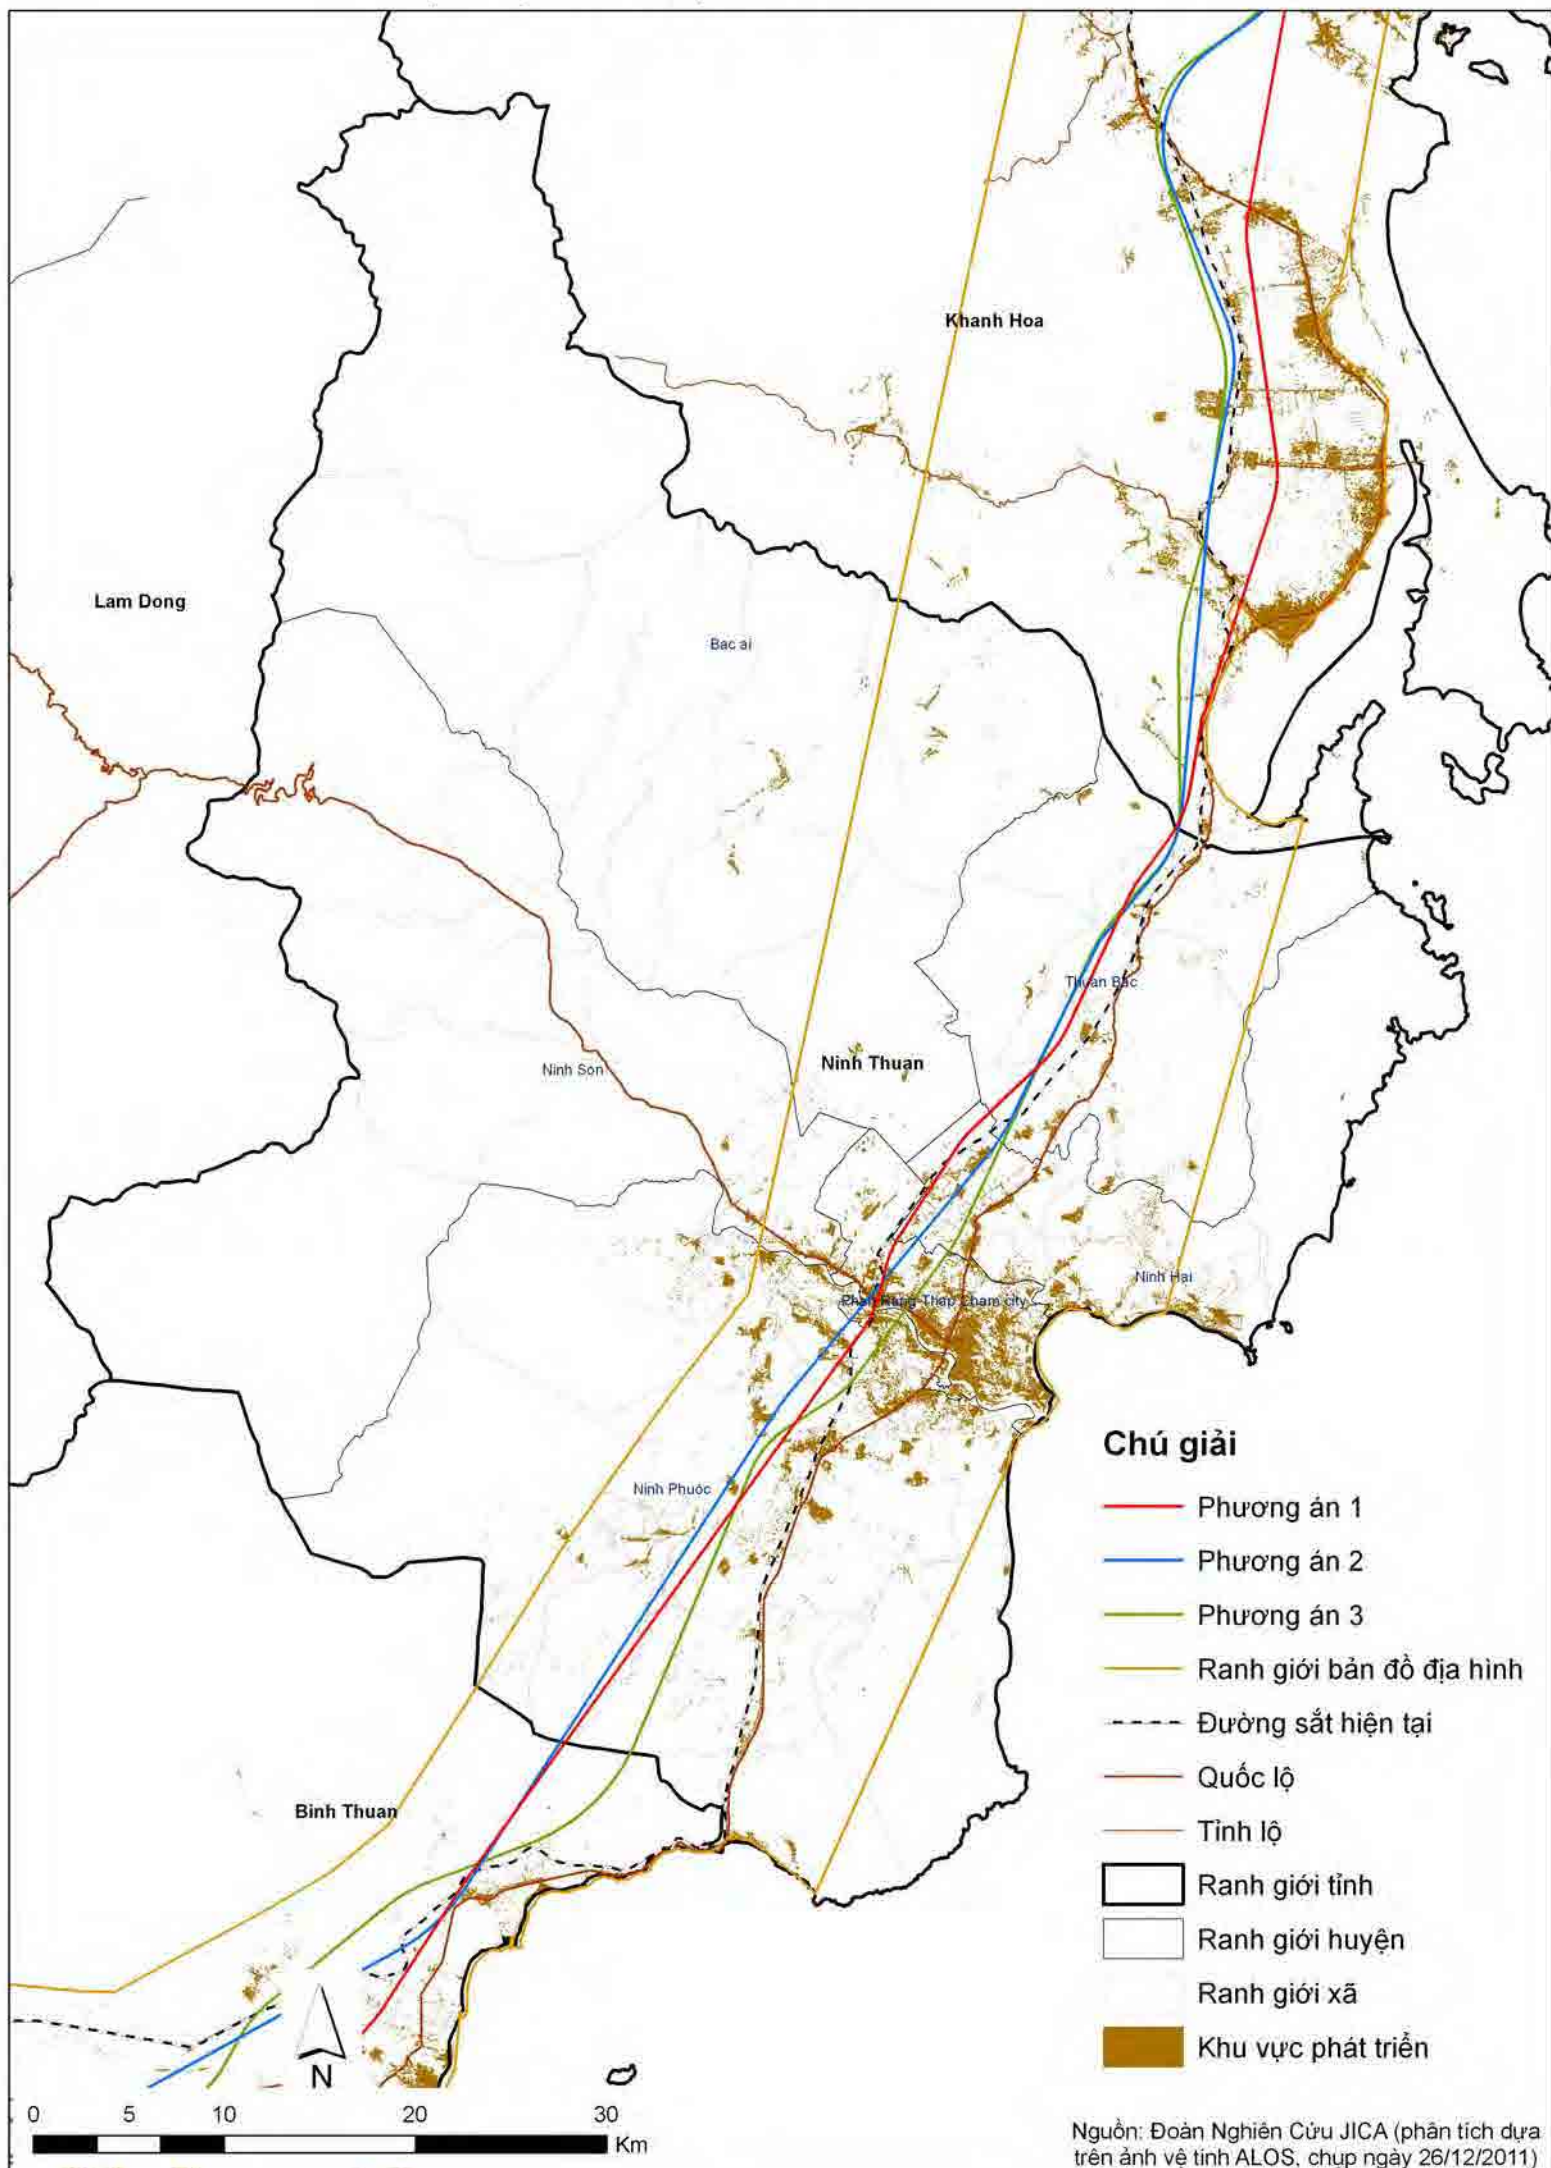 Khanh Hoa
Lam Dong
Bac ai
Thuan Bac
Ninh Thuan
Ninh Son
Ninh Hai
Phan Rang-Thap Cham city
Ninh Phuoc
Binh Thuan
Chú giải
Phương án 1
Phương án 2
Phương án 3
Ranh giới bản đồ địa hình
Đường sắt hiện tại
Quốc lộ
Tỉnh lộ
Ranh giới tỉnh
Ranh giới huyện
Ranh giới xã
Khu vực phát triển
N
0 5 10 20 30
Km
Nguồn: Đoàn Nghiên Cứu JICA (phân tích dựa
trên ảnh vệ tinh ALOS, chụp ngày 26/12/2011)